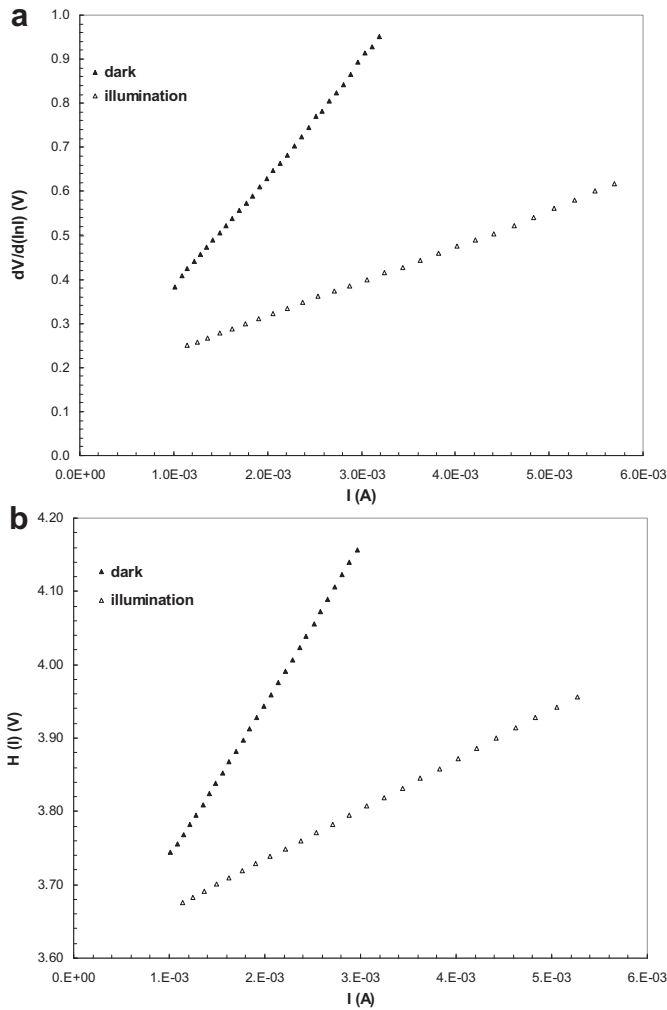 a
1.0
dark
0.9
illumination
0.8
0.7
0.6
dV/d(lnI) (V)
0.5
0.4
0.3
0.2
0.1
0.0
0.0E+00 1.0E-03 2.0E-03 3.0E-03 4.0E-03 5.0E-03 6.0E-03
I (A)
b
4.20
dark
illumination
4.10
4.00
H (I) (V)
3.90
3.80
3.70
3.60
0.E+00 1.E-03 2.E-03 3.E-03 4.E-03 5.E-03 6.E-03
I (A)